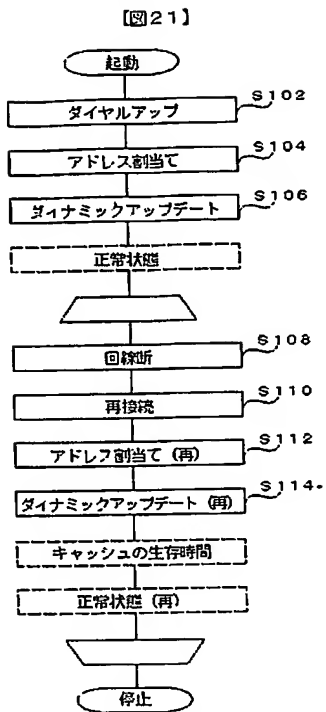 【図21】
起動
S102
ダイヤルアップ
S104
アドレス割当て
S106
ダイナミックアップデート
正常状態
S108
回線断
S110
再接続
S112
アドレス割当て (再)
S114.
ダイナミックアップデート (再)
キャッシュの生存時間
正常状態 (再)
停止